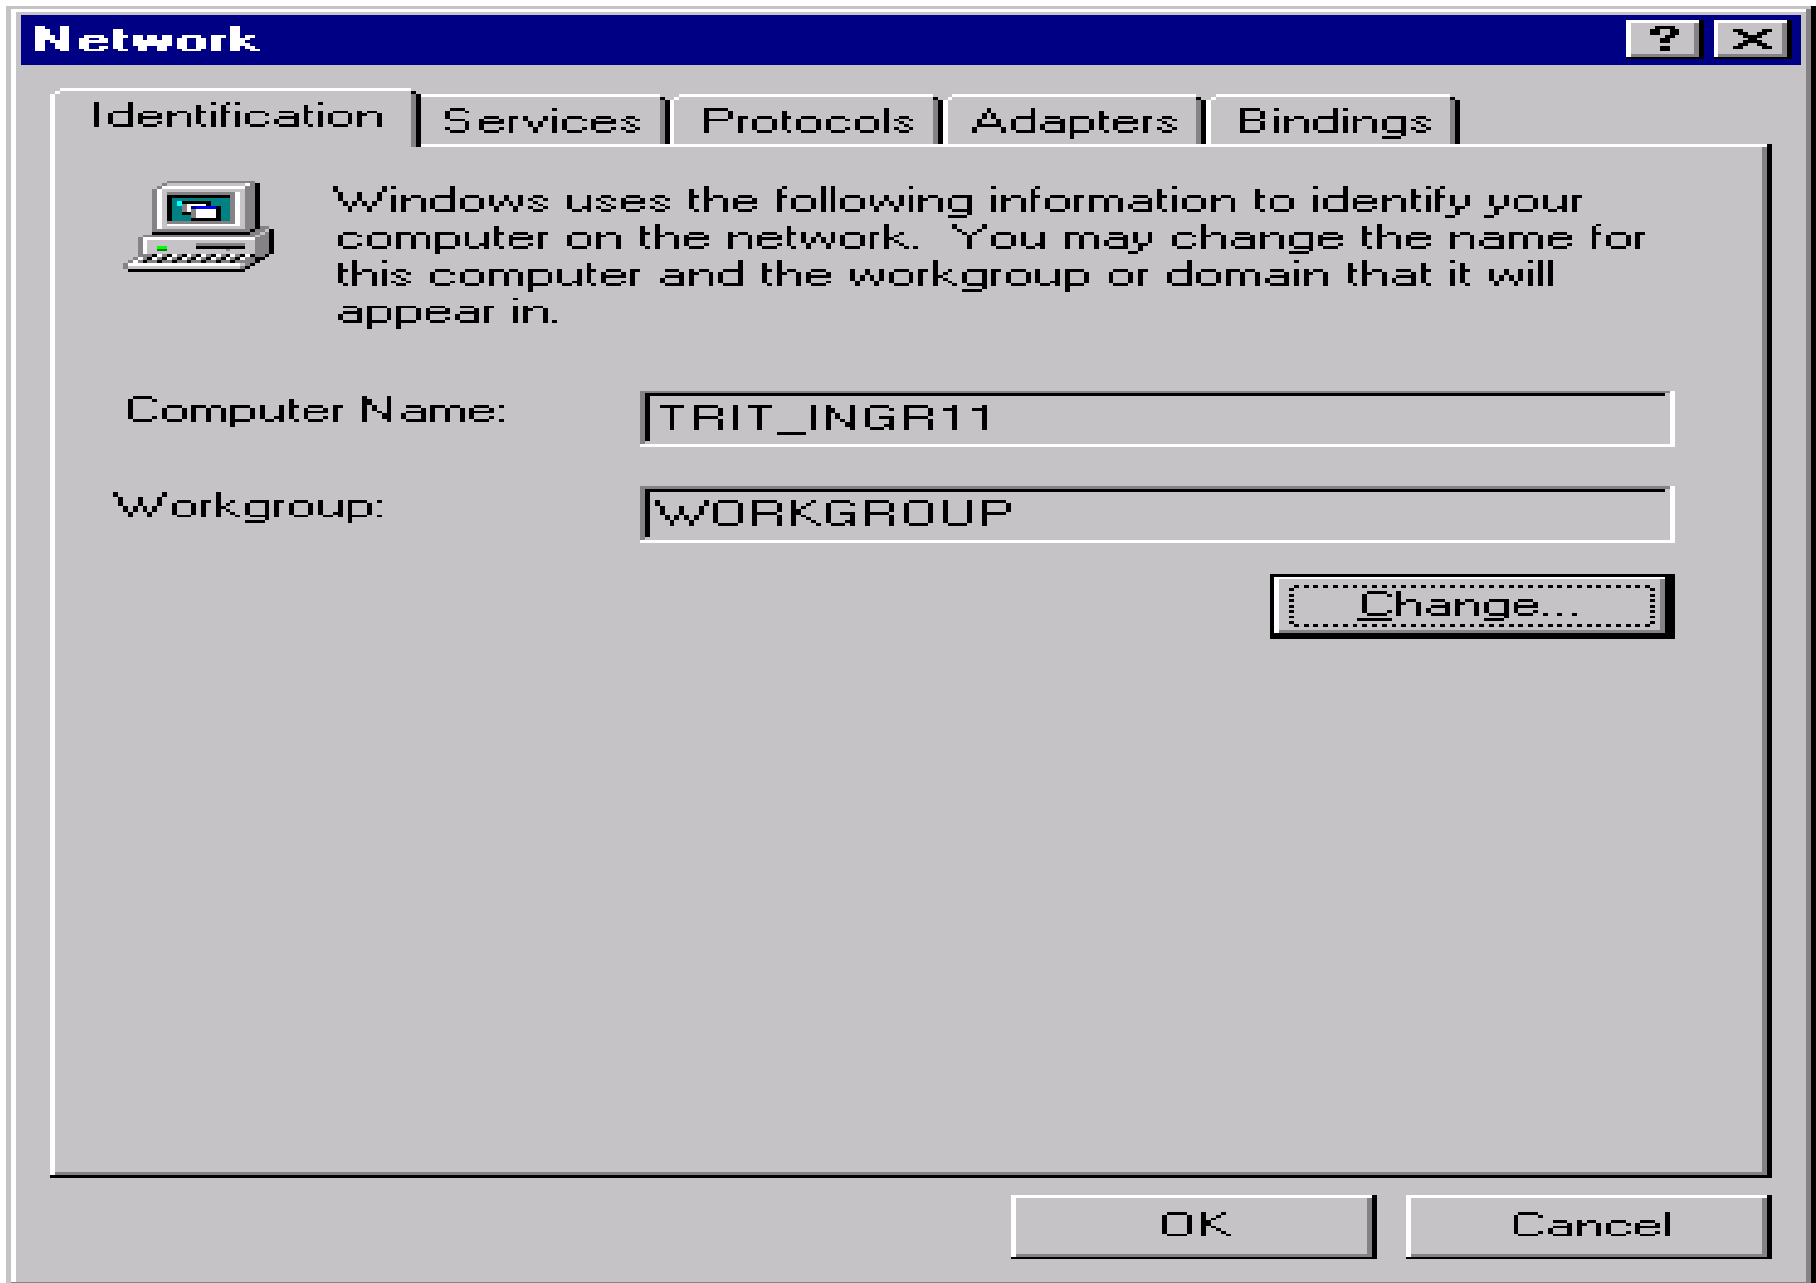 Network
Identification Services Protocols Adapters Bindings
Windows uses the following information to identify your
computer on the network. You may change the name for
this computer and the workgroup or domain that it will
appear in.
Computer Name: TRIT_INGR11
Workgroup: WORKGROUP
Change...
OK Cancel